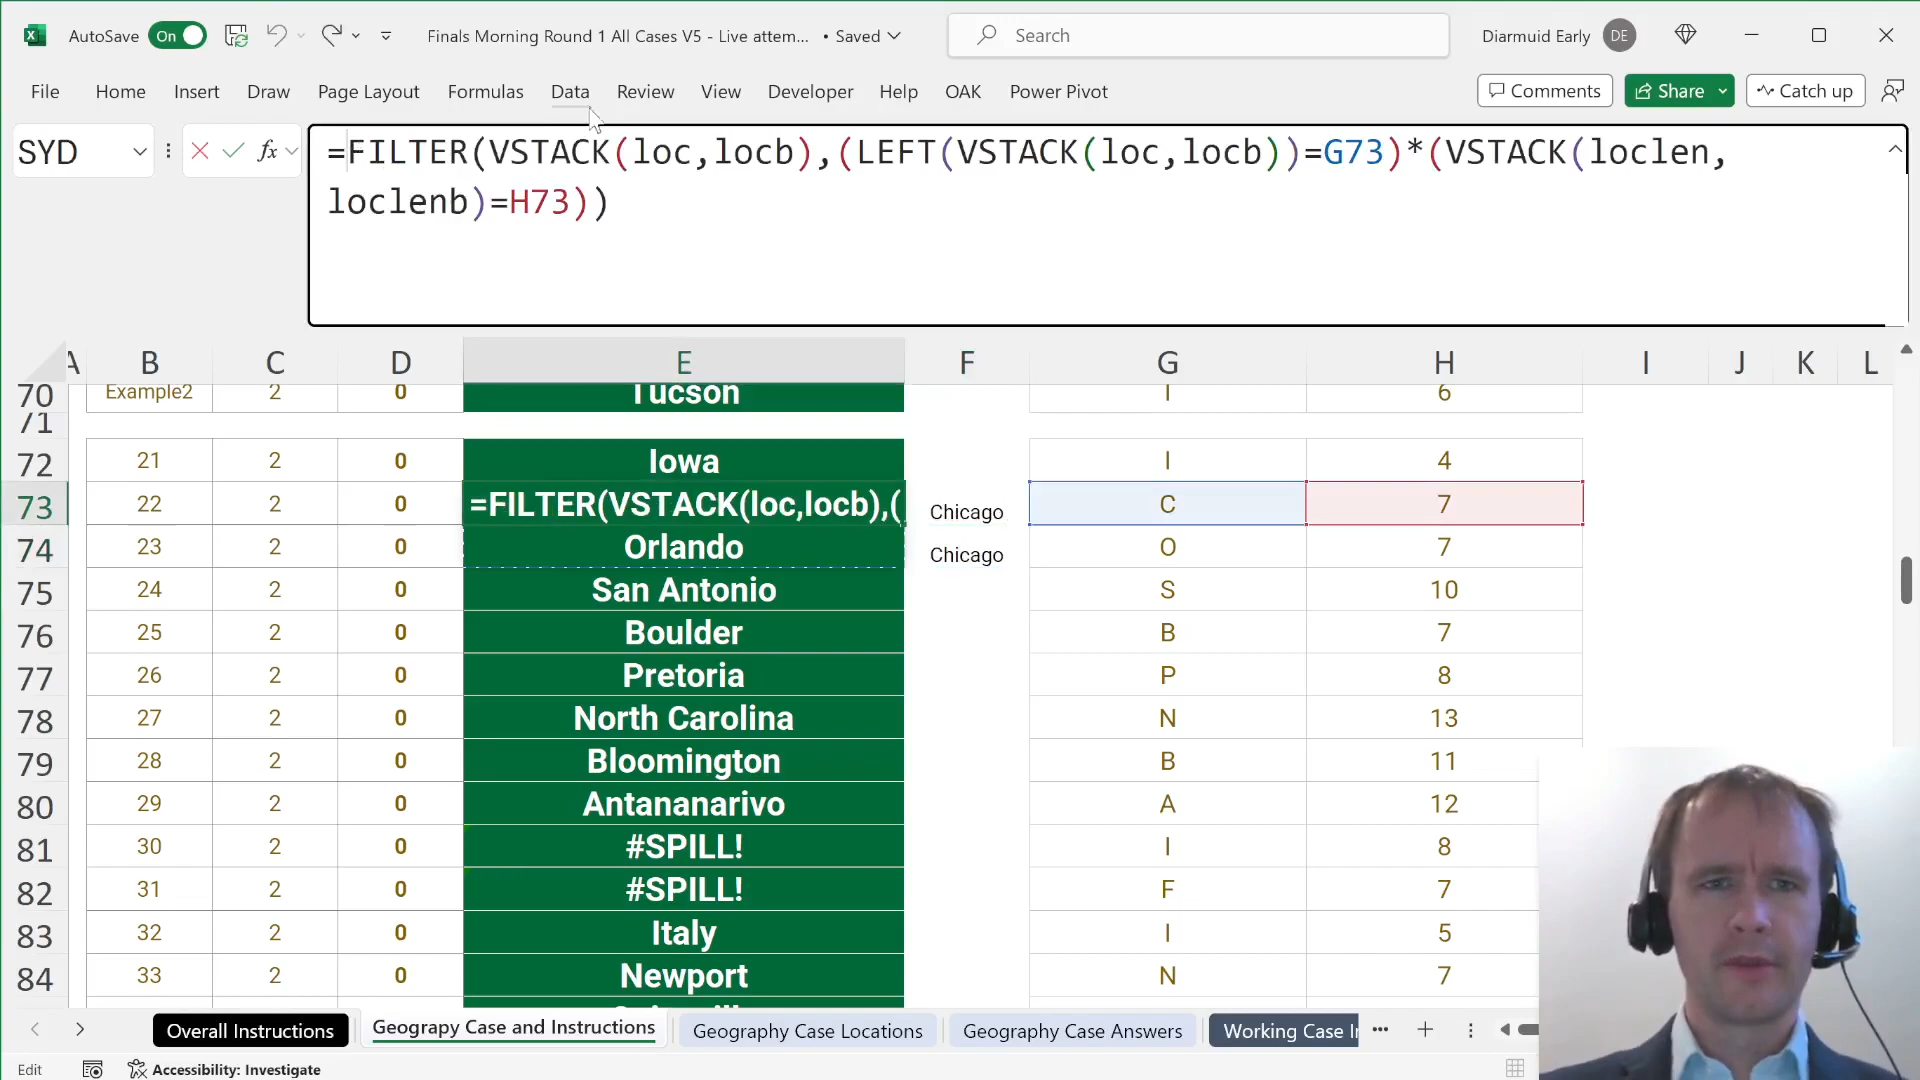 AutoSave On Finals Morning Round 1 All Cases V5 - Live attem... • Saved Search Diarmuid Early DE
File Home Insert Draw Page Layout Formulas Data Review View Developer Help OAK Power Pivot Comments Share Catch up
SYD fx =FILTER(VSTACK(loc,locb),(LEFT(VSTACK(loc,locb))=G73)*(VSTACK(loclen,
loclenb)=H73))
A B C D E F G H I J K L
70 Example2 2 0 Tucson I 6
71
72 21 2 0 Iowa I 4
73 22 2 0 =FILTER(VSTACK(loc,locb),( Chicago C 7
74 23 2 0 Orlando Chicago O 7
75 24 2 0 San Antonio S 10
76 25 2 0 Boulder B 7
77 26 2 0 Pretoria P 8
78 27 2 0 North Carolina N 13
79 28 2 0 Bloomington B 11
80 29 2 0 Antananarivo A 12
81 30 2 0 #SPILL! I 8
82 31 2 0 #SPILL! F 7
83 32 2 0 Italy I 5
84 33 2 0 Newport N 7
Overall Instructions Geograpy Case and Instructions Geography Case Locations Geography Case Answers Working Case I
Edit Accessibility: Investigate